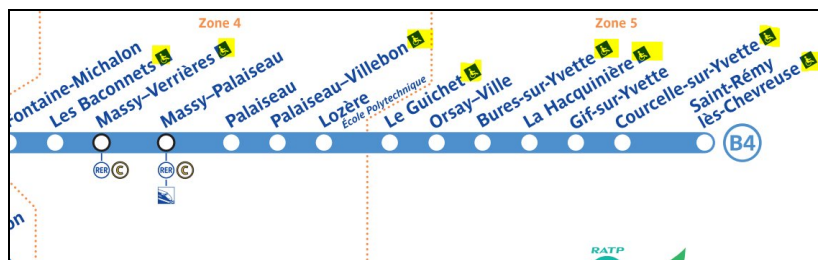 Zone 4
Zone 5
Fontaine-Michalon
Les Baconnets
Massy–Verrières
Massy–Palaiseau
Palaiseau
Palaiseau–Villebon
Lozère
École Polytechnique
Le Guichet
Orsay–Ville
Bures-sur-Yvette
La Hacquinière
Gif-sur-Yvette
Courcelle-sur-Yvette
Saint-Rémy
lès-Chevreuse
B4
RER C
RER C
RATP